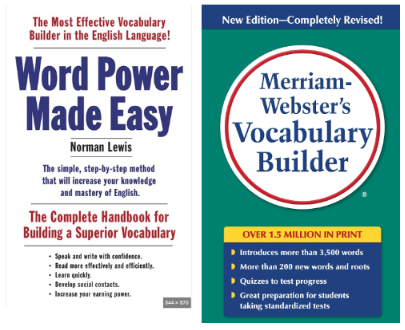 The Most Effective Vocabulary
Builder in the English Language!
Word Power
Made Easy
Norman Lewis
The simple, step-by-step method
that will increase your knowledge
and mastery of English.
The Complete Handbook for
Building a Superior Vocabulary
• Speak and write with confidence.
• Read more effectively and efficiently.
• Learn quickly.
• Develop social contacts.
• Increase your earning power.
344 × 570
New Edition—Completely Revised!
Merriam-
Webster's
Vocabulary
Builder
®
OVER 1.5 MILLION IN PRINT
Introduces more than 3,500 words
More than 200 new words and roots
Quizzes to test progress
Great preparation for students
taking standardized tests